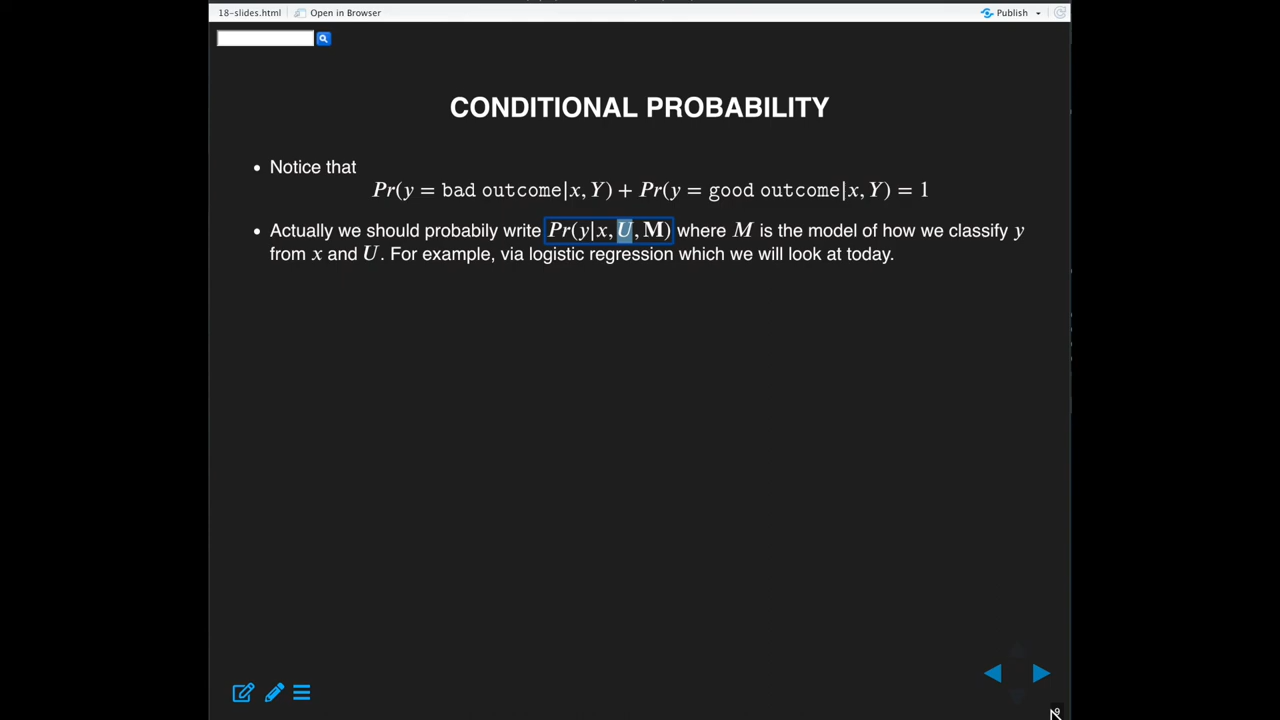 18-slides.html Open in Browser Publish
CONDITIONAL PROBABILITY
• Notice that
Pr(y = bad outcome|x, Y) + Pr(y = good outcome|x, Y) = 1
• Actually we should probabily write Pr(y|x, U, M) where M is the model of how we classify y
from x and U. For example, via logistic regression which we will look at today.
9